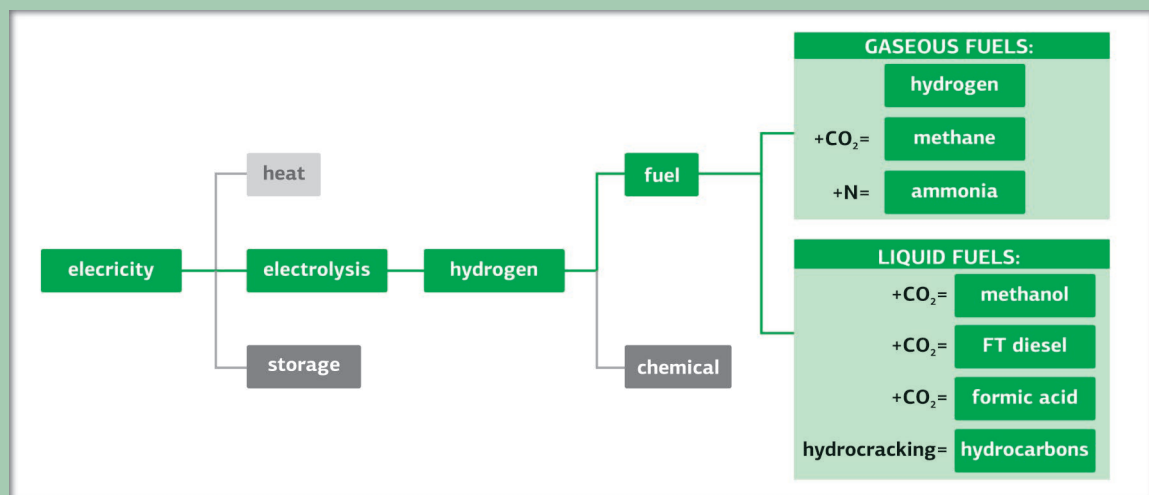 elecricity
heat
electrolysis
storage
hydrogen
fuel
chemical
GASEOUS FUELS:
hydrogen
+CO₂= methane
+N= ammonia
LIQUID FUELS:
+CO₂= methanol
+CO₂= FT diesel
+CO₂= formic acid
hydrocracking= hydrocarbons